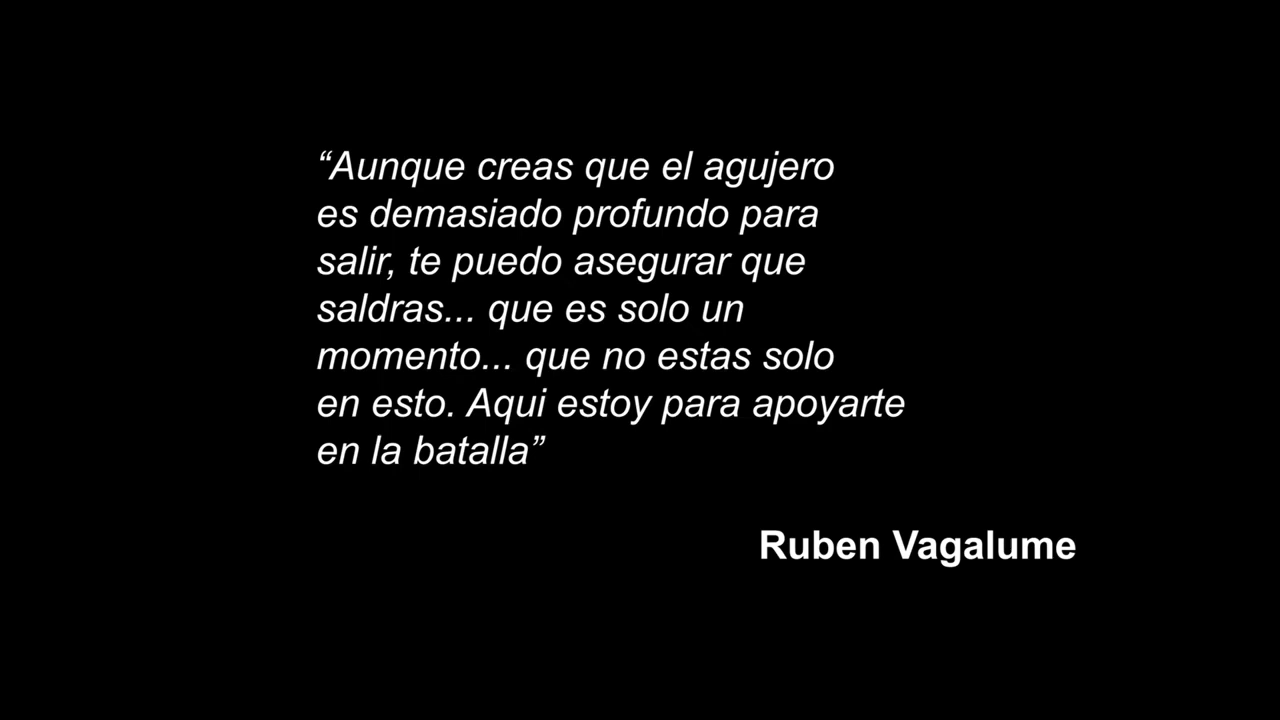 “Aunque creas que el agujero
es demasiado profundo para
salir, te puedo asegurar que
saldras... que es solo un
momento... que no estas solo
en esto. Aqui estoy para apoyarte
en la batalla”
Ruben Vagalume